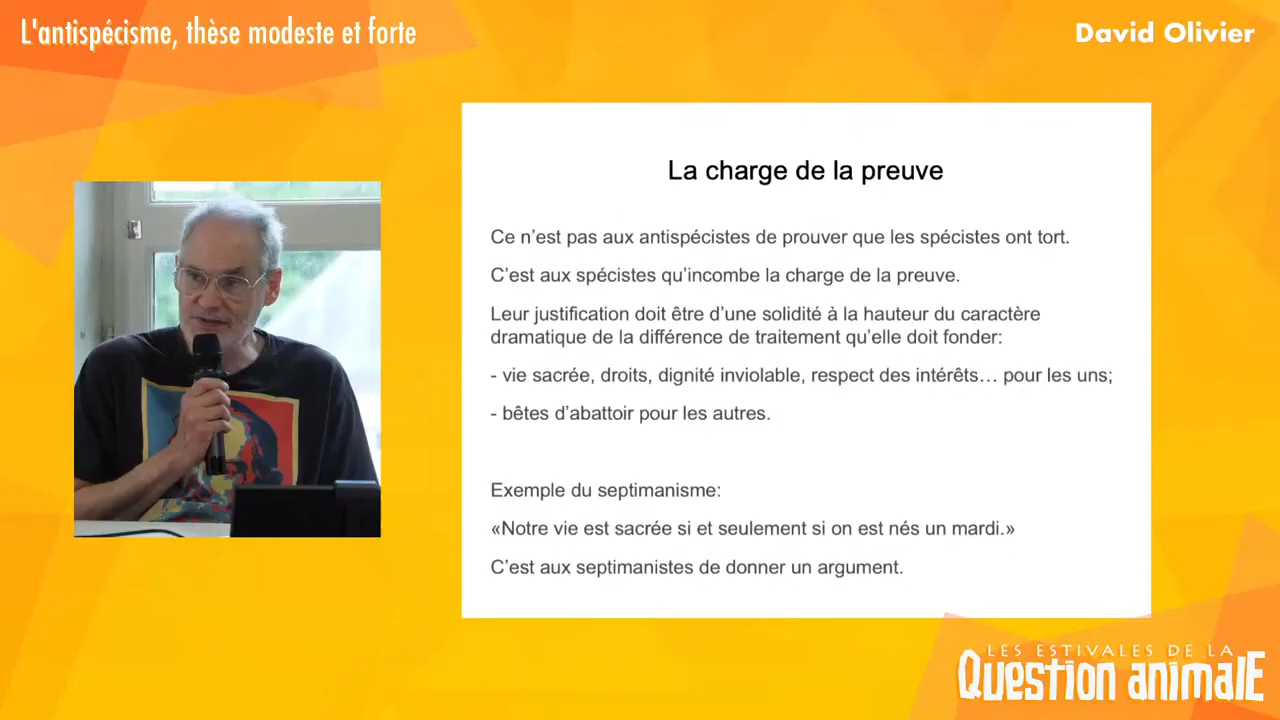 L'antispécisme, thèse modeste et forte
David Olivier
La charge de la preuve
Ce n’est pas aux antispécistes de prouver que les spécistes ont tort.
C’est aux spécistes qu’incombe la charge de la preuve.
Leur justification doit être d’une solidité à la hauteur du caractère
dramatique de la différence de traitement qu’elle doit fonder:
- vie sacrée, droits, dignité inviolable, respect des intérêts… pour les uns;
- bêtes d’abattoir pour les autres.
Exemple du septimanisme:
«Notre vie est sacrée si et seulement si on est nés un mardi.»
C’est aux septimanistes de donner un argument.
LES ESTIVALES DE LA
QUESTION ANIMALE